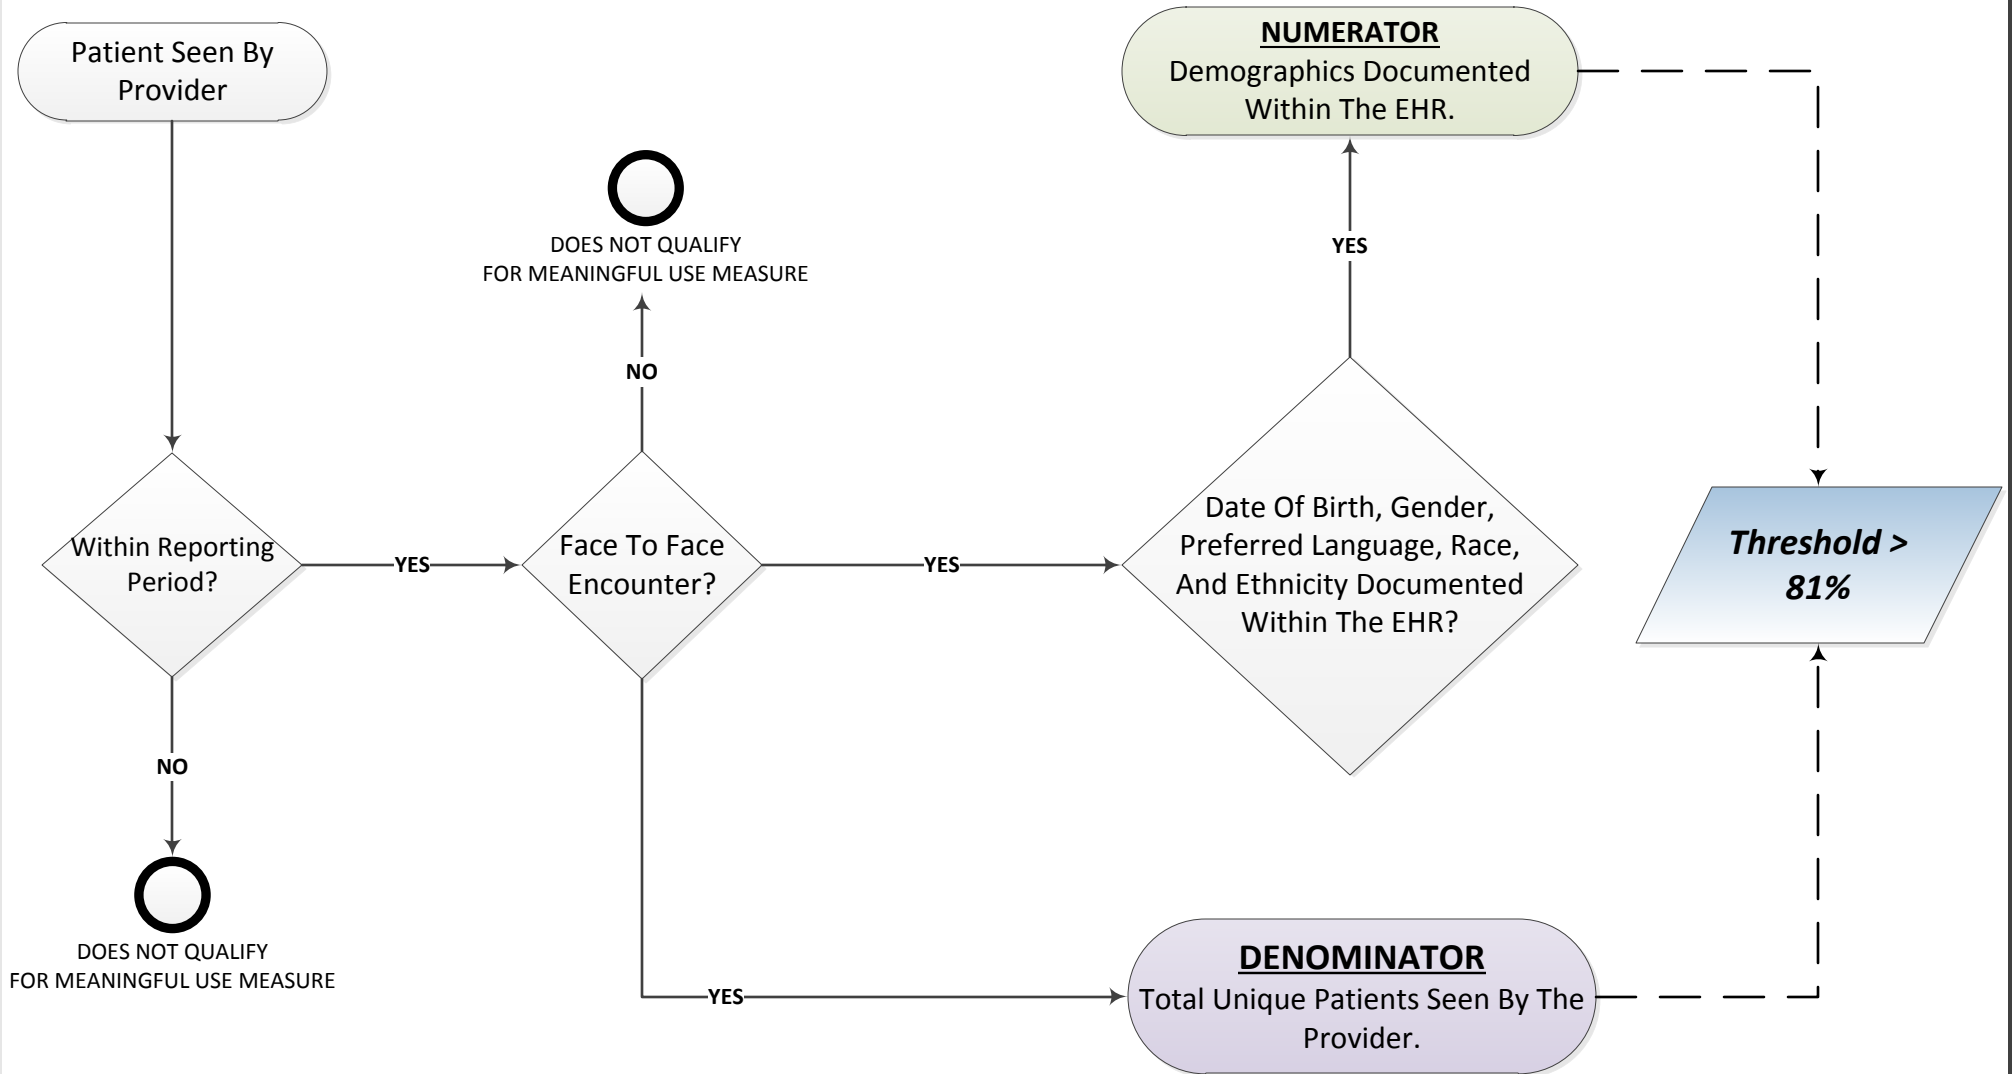 Patient Seen By
Provider
NUMERATOR
Demographics Documented
Within The EHR.
DOES NOT QUALIFY
FOR MEANINGFUL USE MEASURE
YES
NO
Within Reporting
Period?
YES
Face To Face
Encounter?
YES
Date Of Birth, Gender,
Preferred Language, Race,
And Ethnicity Documented
Within The EHR?
Threshold >
81%
NO
DOES NOT QUALIFY
FOR MEANINGFUL USE MEASURE
YES
DENOMINATOR
Total Unique Patients Seen By The
Provider.